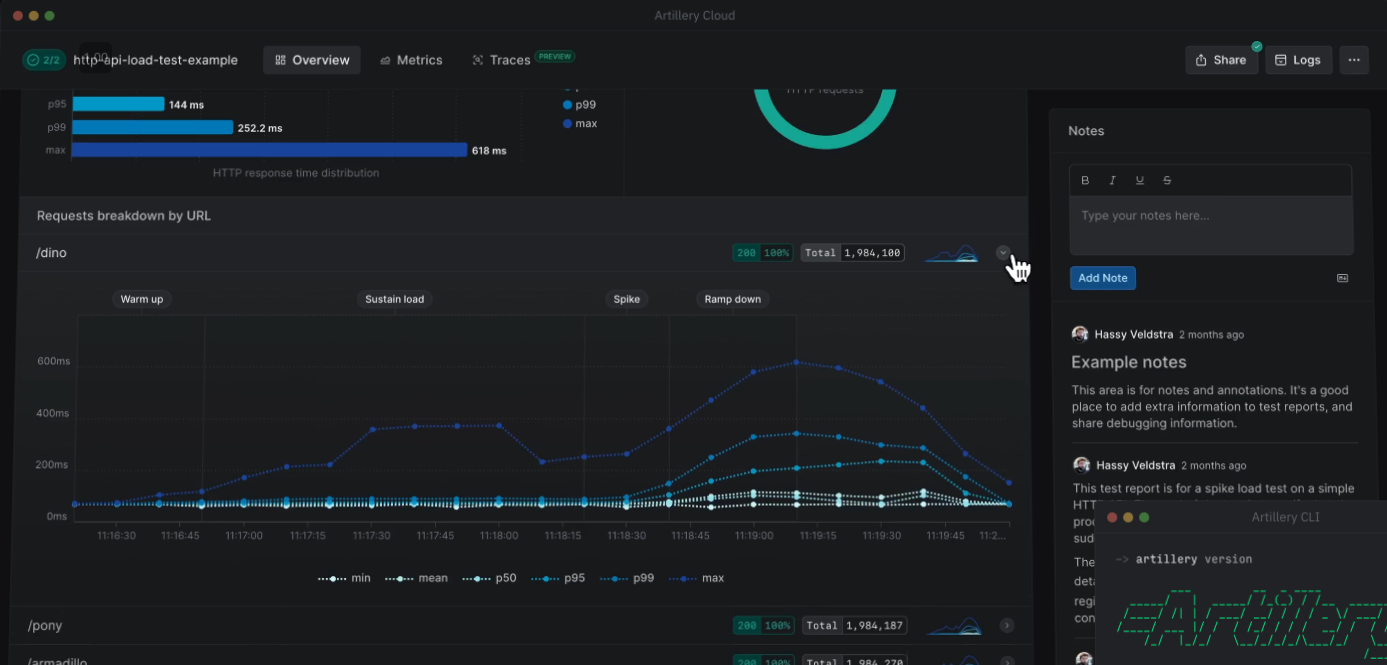 Artillery Cloud
2/2 http-api-load-test-example Overview Metrics Traces PREVIEW Share Logs
p95 144 ms
p99 252.2 ms
max 618 ms
HTTP response time distribution
p99
max
HTTP requests
Requests breakdown by URL
/dino 200 100% Total 1,984,100
Warm up Sustain load Spike Ramp down
600ms
400ms
200ms
0ms
11:16:30 11:16:45 11:17:00 11:17:15 11:17:30 11:17:45 11:18:00 11:18:15 11:18:30 11:18:45 11:19:00 11:19:15 11:19:30 11:19:45 11:2...
min mean p50 p95 p99 max
/pony 200 100% Total 1,984,187
/armadillo 200 100% Total 1,984,270
Notes
B I U S
Type your notes here...
Add Note
Hassy Veldstra 2 months ago
Example notes
This area is for notes and annotations. It's a good
place to add extra information to test reports, and
share debugging information.
Hassy Veldstra 2 months ago
This test report is for a spike load test on a simple
HTT
proc
sud
The
deta
regi
con
Artillery CLI
-> artillery version